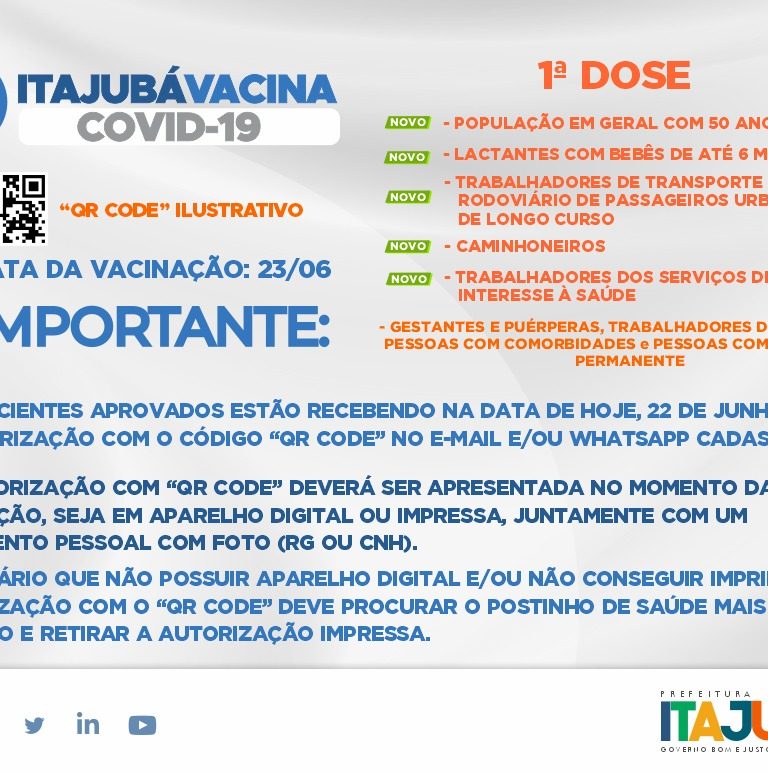 ITAJUBÁVACINA
COVID-19
"QR CODE" ILUSTRATIVO
ATA DA VACINAÇÃO: 23/06
MPORTANTE:
1ª DOSE
NOVO - POPULAÇÃO EM GERAL COM 50 ANO
NOVO - LACTANTES COM BEBÊS DE ATÉ 6 M
NOVO - TRABALHADORES DE TRANSPORTE
RODOVIÁRIO DE PASSAGEIROS URB
DE LONGO CURSO
NOVO - CAMINHONEIROS
NOVO - TRABALHADORES DOS SERVIÇOS DE
INTERESSE À SAÚDE
- GESTANTES E PUÉRPERAS, TRABALHADORES D
PESSOAS COM COMORBIDADES e PESSOAS COM
PERMANENTE
CIENTES APROVADOS ESTÃO RECEBENDO NA DATA DE HOJE, 22 DE JUNH
RIZAÇÃO COM O CÓDIGO "QR CODE" NO E-MAIL E/OU WHATSAPP CADAS
ORIZAÇÃO COM "QR CODE" DEVERÁ SER APRESENTADA NO MOMENTO DA
ÇÃO, SEJA EM APARELHO DIGITAL OU IMPRESSA, JUNTAMENTE COM UM
ENTO PESSOAL COM FOTO (RG OU CNH).
ÁRIO QUE NÃO POSSUIR APARELHO DIGITAL E/OU NÃO CONSEGUIR IMPRI
ZAÇÃO COM O "QR CODE" DEVE PROCURAR O POSTINHO DE SAÚDE MAIS
O E RETIRAR A AUTORIZAÇÃO IMPRESSA.
PREFEITURA
ITAJU
GOVERNO BOM E JUSTO